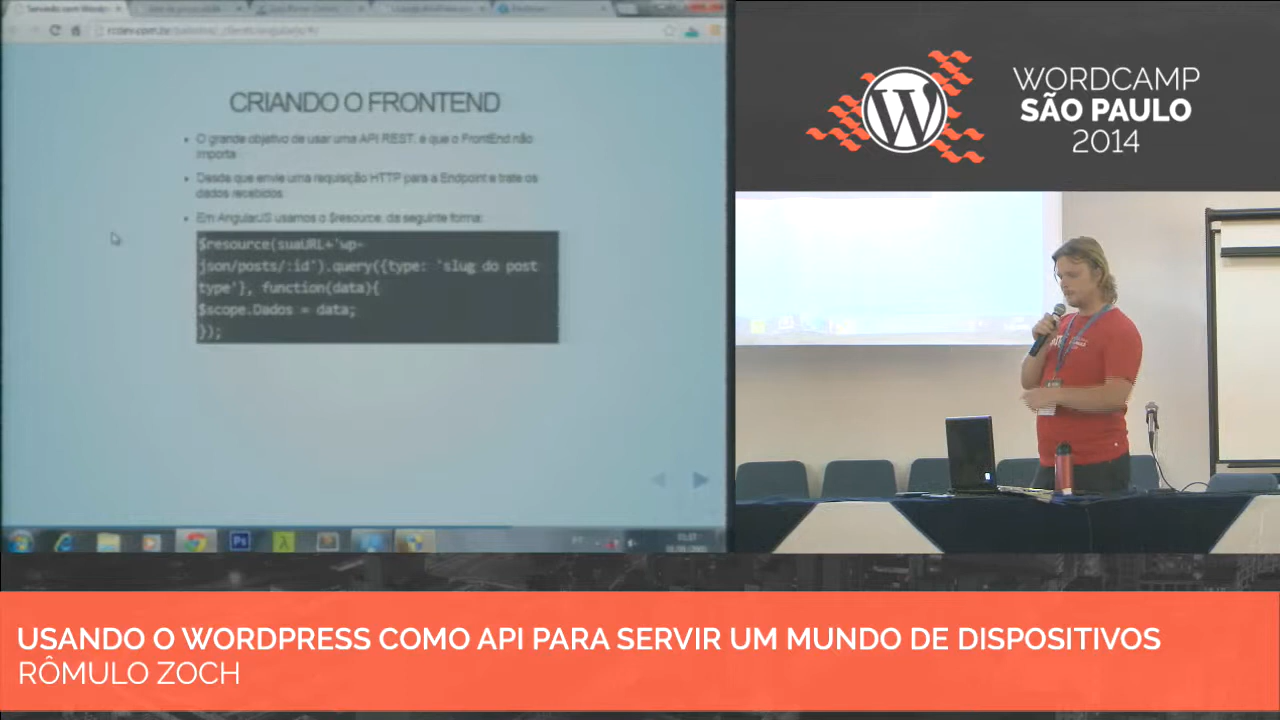 CRIANDO O FRONTEND
• O grande objetivo de usar uma API REST, é que o FrontEnd não
importa
• Desde que envie uma requisição HTTP para a Endpoint e trate os
dados recebidos
• Em AngularJS usamos o $resource, da seguinte forma:
$resource(suaURL+'wp-
json/posts/:id').query({type: 'slug do post
type'}, function(data){
$scope.Dados = data;
});
Ps
WORDCAMP
SÃO PAULO
2014
USANDO O WORDPRESS COMO API PARA SERVIR UM MUNDO DE DISPOSITIVOS
RÔMULO ZOCH